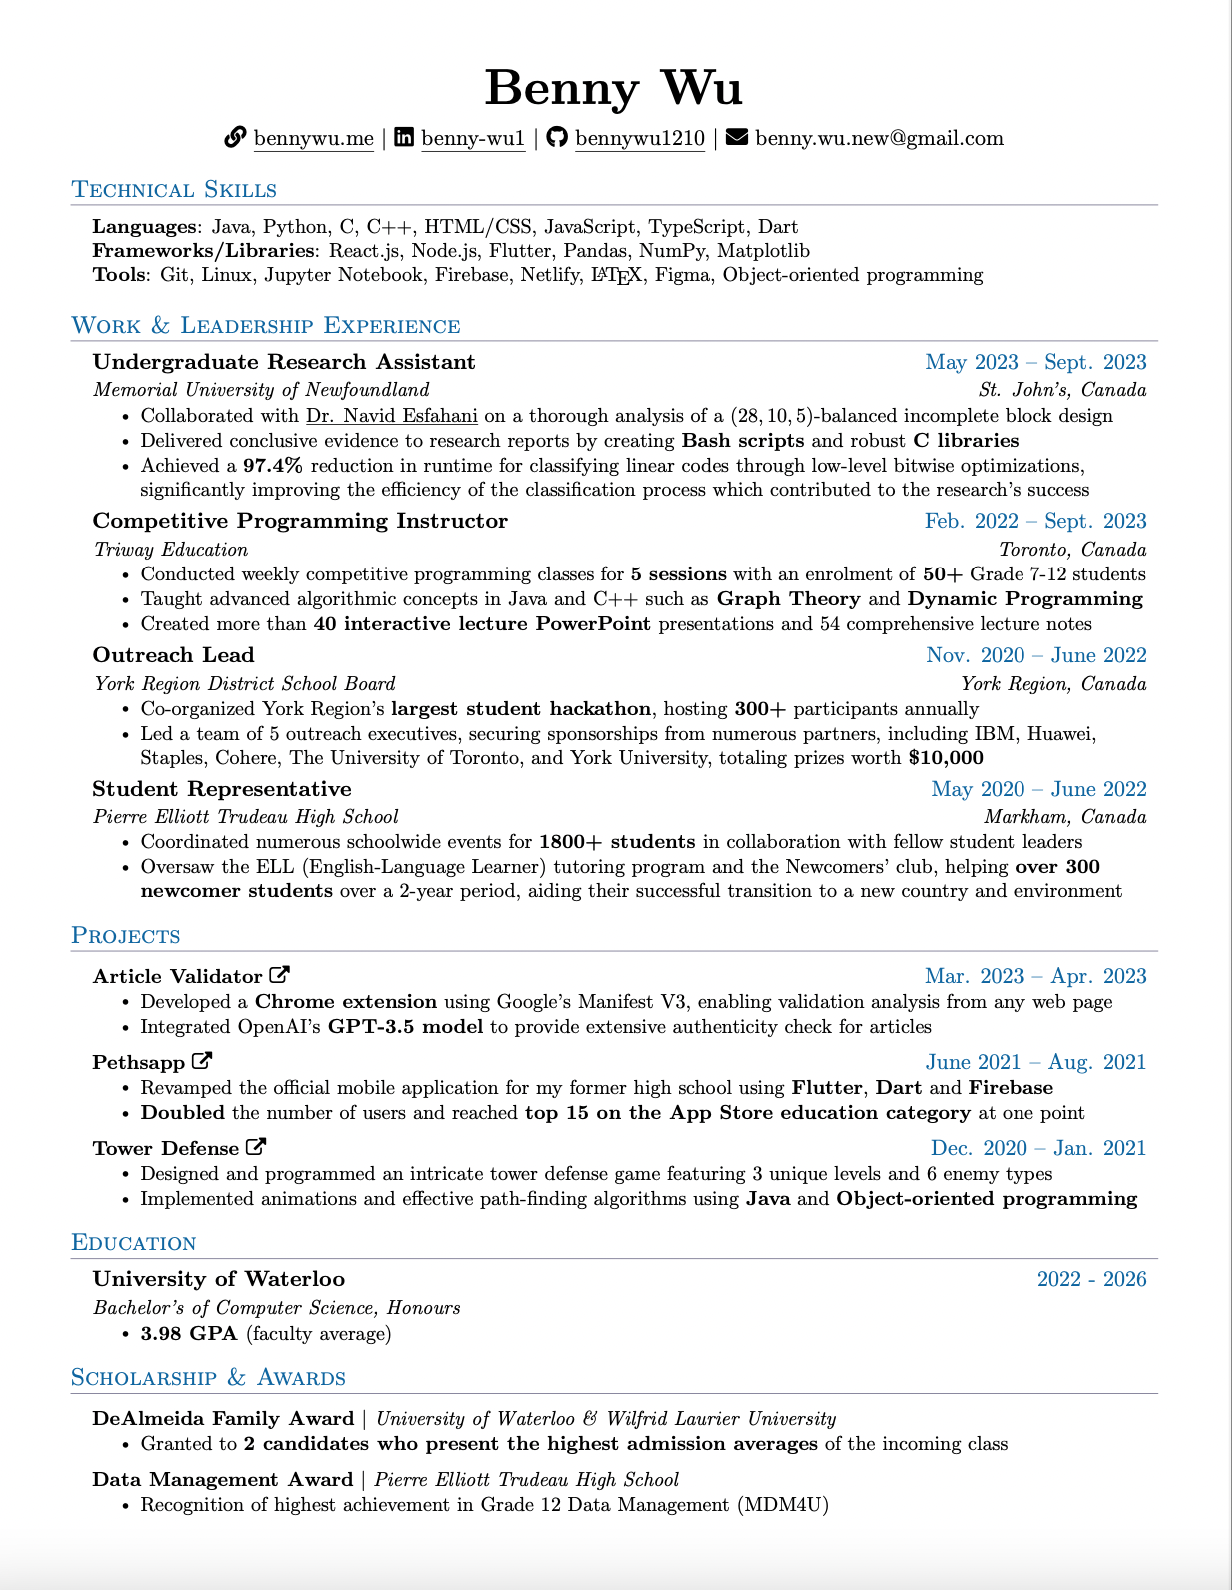 Benny Wu
bennywu.me | benny-wu1 | bennywu1210 | benny.wu.new@gmail.com
Technical Skills
Languages: Java, Python, C, C++, HTML/CSS, JavaScript, TypeScript, Dart
Frameworks/Libraries: React.js, Node.js, Flutter, Pandas, NumPy, Matplotlib
Tools: Git, Linux, Jupyter Notebook, Firebase, Netlify, LATEX, Figma, Object-oriented programming
Work & Leadership Experience
Undergraduate Research Assistant May 2023 – Sept. 2023
Memorial University of Newfoundland St. John's, Canada
• Collaborated with Dr. Navid Esfahani on a thorough analysis of a (28, 10, 5)-balanced incomplete block design
• Delivered conclusive evidence to research reports by creating Bash scripts and robust C libraries
• Achieved a 97.4% reduction in runtime for classifying linear codes through low-level bitwise optimizations,
significantly improving the efficiency of the classification process which contributed to the research's success
Competitive Programming Instructor Feb. 2022 – Sept. 2023
Triway Education Toronto, Canada
• Conducted weekly competitive programming classes for 5 sessions with an enrolment of 50+ Grade 7-12 students
• Taught advanced algorithmic concepts in Java and C++ such as Graph Theory and Dynamic Programming
• Created more than 40 interactive lecture PowerPoint presentations and 54 comprehensive lecture notes
Outreach Lead Nov. 2020 – June 2022
York Region District School Board York Region, Canada
• Co-organized York Region's largest student hackathon, hosting 300+ participants annually
• Led a team of 5 outreach executives, securing sponsorships from numerous partners, including IBM, Huawei,
Staples, Cohere, The University of Toronto, and York University, totaling prizes worth $10,000
Student Representative May 2020 – June 2022
Pierre Elliott Trudeau High School Markham, Canada
• Coordinated numerous schoolwide events for 1800+ students in collaboration with fellow student leaders
• Oversaw the ELL (English-Language Learner) tutoring program and the Newcomers' club, helping over 300
newcomer students over a 2-year period, aiding their successful transition to a new country and environment
Projects
Article Validator Mar. 2023 – Apr. 2023
• Developed a Chrome extension using Google's Manifest V3, enabling validation analysis from any web page
• Integrated OpenAI's GPT-3.5 model to provide extensive authenticity check for articles
Pethsapp June 2021 – Aug. 2021
• Revamped the official mobile application for my former high school using Flutter, Dart and Firebase
• Doubled the number of users and reached top 15 on the App Store education category at one point
Tower Defense Dec. 2020 – Jan. 2021
• Designed and programmed an intricate tower defense game featuring 3 unique levels and 6 enemy types
• Implemented animations and effective path-finding algorithms using Java and Object-oriented programming
Education
University of Waterloo 2022 - 2026
Bachelor's of Computer Science, Honours
• 3.98 GPA (faculty average)
Scholarship & Awards
DeAlmeida Family Award | University of Waterloo & Wilfrid Laurier University
• Granted to 2 candidates who present the highest admission averages of the incoming class
Data Management Award | Pierre Elliott Trudeau High School
• Recognition of highest achievement in Grade 12 Data Management (MDM4U)